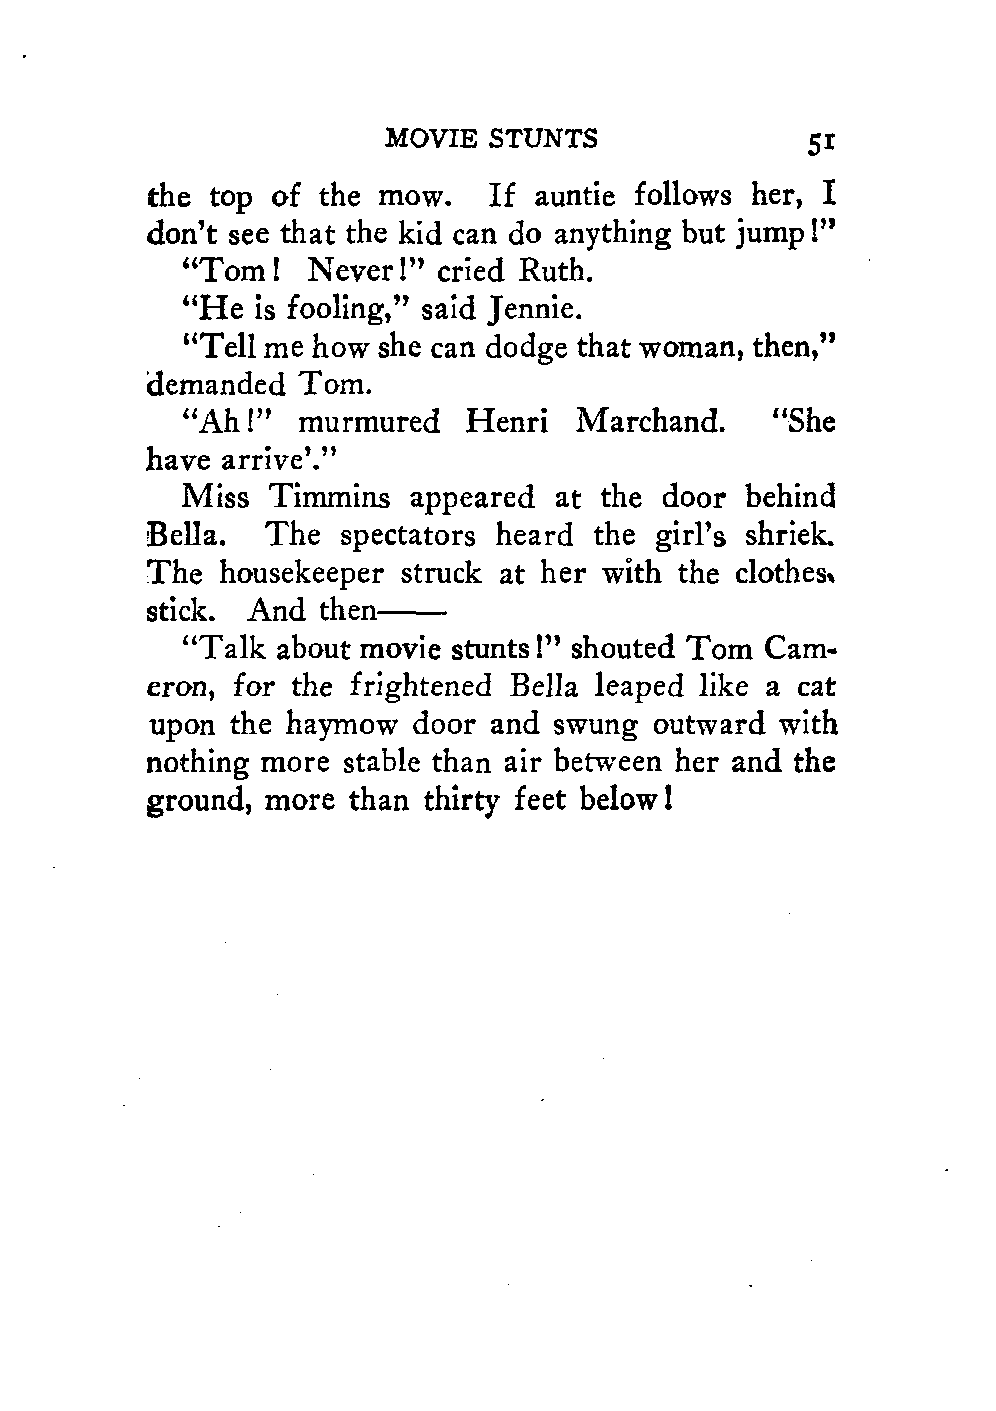 MOVIE STUNTS 51
the top of the mow. If auntie follows her, I
don't see that the kid can do anything but jump!"
"Tom! Never!" cried Ruth.
"He is fooling," said Jennie.
"Tell me how she can dodge that woman, then,"
demanded Tom.
"Ah!" murmured Henri Marchand. "She
have arrive'."
Miss Timmins appeared at the door behind
Bella. The spectators heard the girl's shriek.
The housekeeper struck at her with the clothes-
stick. And then——
"Talk about movie stunts!" shouted Tom Cam-
eron, for the frightened Bella leaped like a cat
upon the haymow door and swung outward with
nothing more stable than air between her and the
ground, more than thirty feet below!